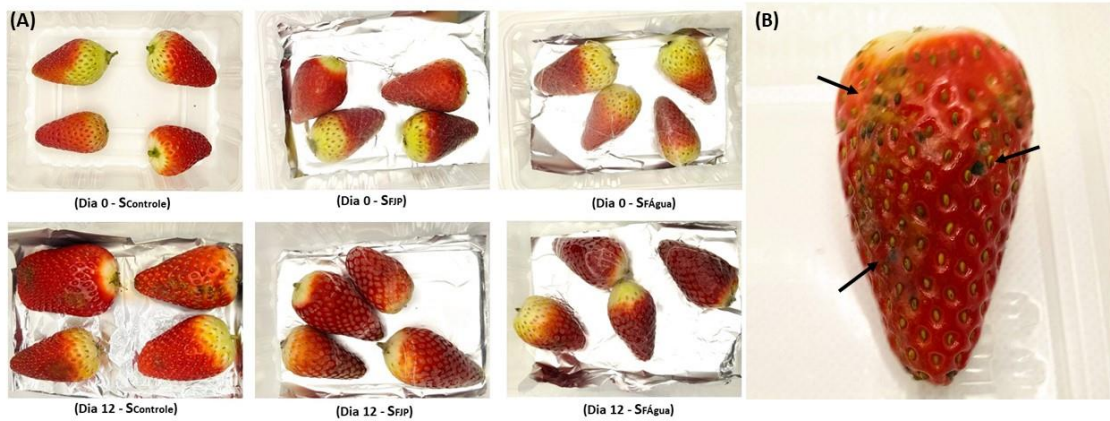 (A)
(B)
(Dia 0 - SControle)
(Dia 0 - SFJP)
(Dia 0 - SFÁgua)
(Dia 12 - SControle)
(Dia 12 - SFJP)
(Dia 12 - SFÁgua)